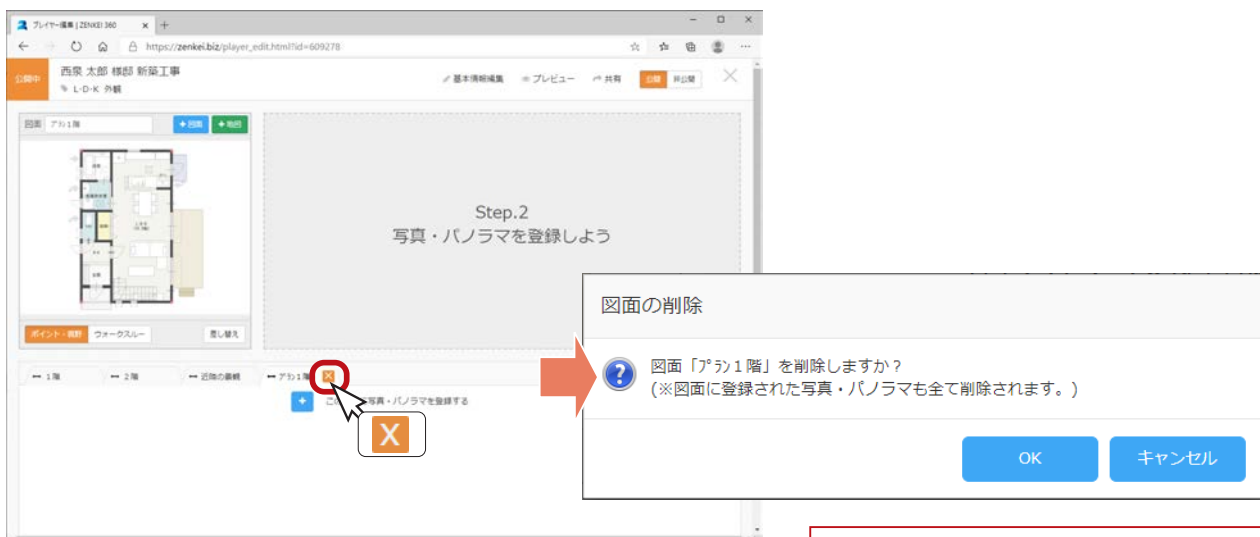 プレイヤー編集 | ZENKEI 360
https://zenkei.biz/player_edit.html?id=609278
公開中
西泉 太郎 様邸 新築工事
L・D・K 外観
基本情報編集
プレビュー
共有
公開
非公開
図面
プラン1階
+図面
+地図
Step.2
写真・パノラマを登録しよう
ポイント・視野
ウォークスルー
差し替え
1階
2階
近隣の景観
プラン1階
X
写真・パノラマを登録する
X
図面の削除
図面「プラン1階」を削除しますか？
(※図面に登録された写真・パノラマも全て削除されます。)
OK
キャンセル